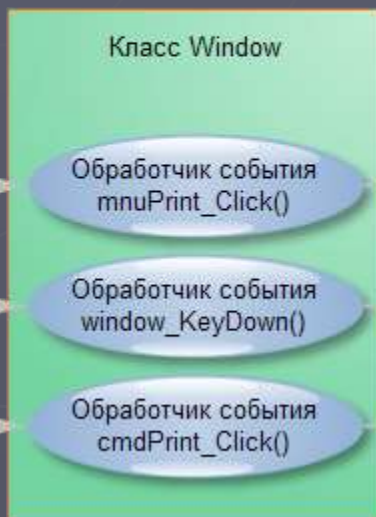 Класс Window
Обработчик события
mnuPrint_Click()
Обработчик события
window_KeyDown()
Обработчик события
cmdPrint_Click()